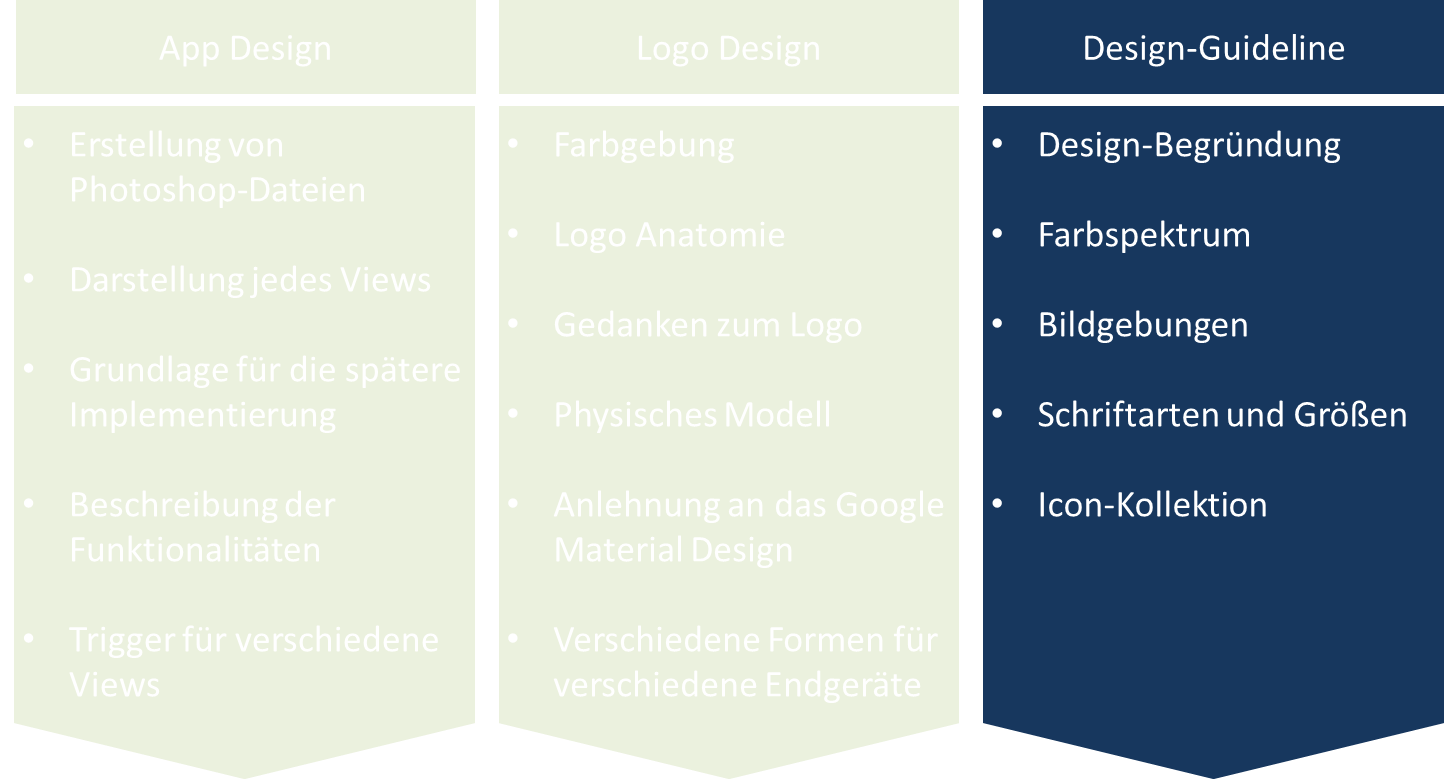 App Design
• Erstellung von
Photoshop-Dateien
• Darstellung jedes Views
• Grundlage für die spätere
Implementierung
• Beschreibung der
Funktionalitäten
• Trigger für verschiedene
Views
Logo Design
• Farbgebung
• Logo Anatomie
• Gedanken zum Logo
• Physisches Modell
• Anlehnung an das Google
Material Design
• Verschiedene Formen für
verschiedene Endgeräte
Design-Guideline
• Design-Begründung
• Farbspektrum
• Bildgebungen
• Schriftarten und Größen
• Icon-Kollektion